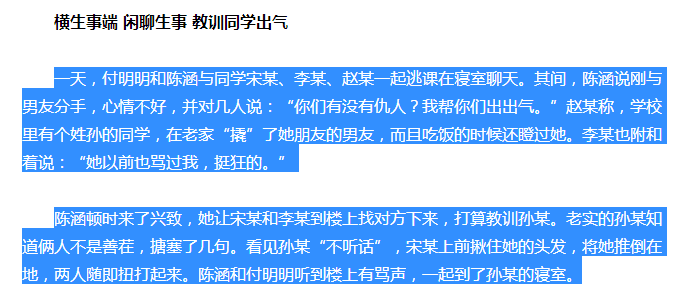 横生事端 闲聊生事 教训同学出气
一天，付明明和陈涵与同学宋某、李某、赵某一起逃课在寝室聊天。其间，陈涵说刚与
男友分手，心情不好，并对几人说：“你们有没有仇人？我帮你们出出气。”赵某称，学校
里有个姓孙的同学，在老家“撬”了她朋友的男友，而且吃饭的时候还瞪过她。李某也附和
着说：“她以前也骂过我，挺狂的。”
陈涵顿时来了兴致，她让宋某和李某到楼上找对方下来，打算教训孙某。老实的孙某知
道俩人不是善茬，搪塞了几句。看见孙某“不听话”，宋某上前揪住她的头发，将她推倒在
地，两人随即扭打起来。陈涵和付明明听到楼上有骂声，一起到了孙某的寝室。